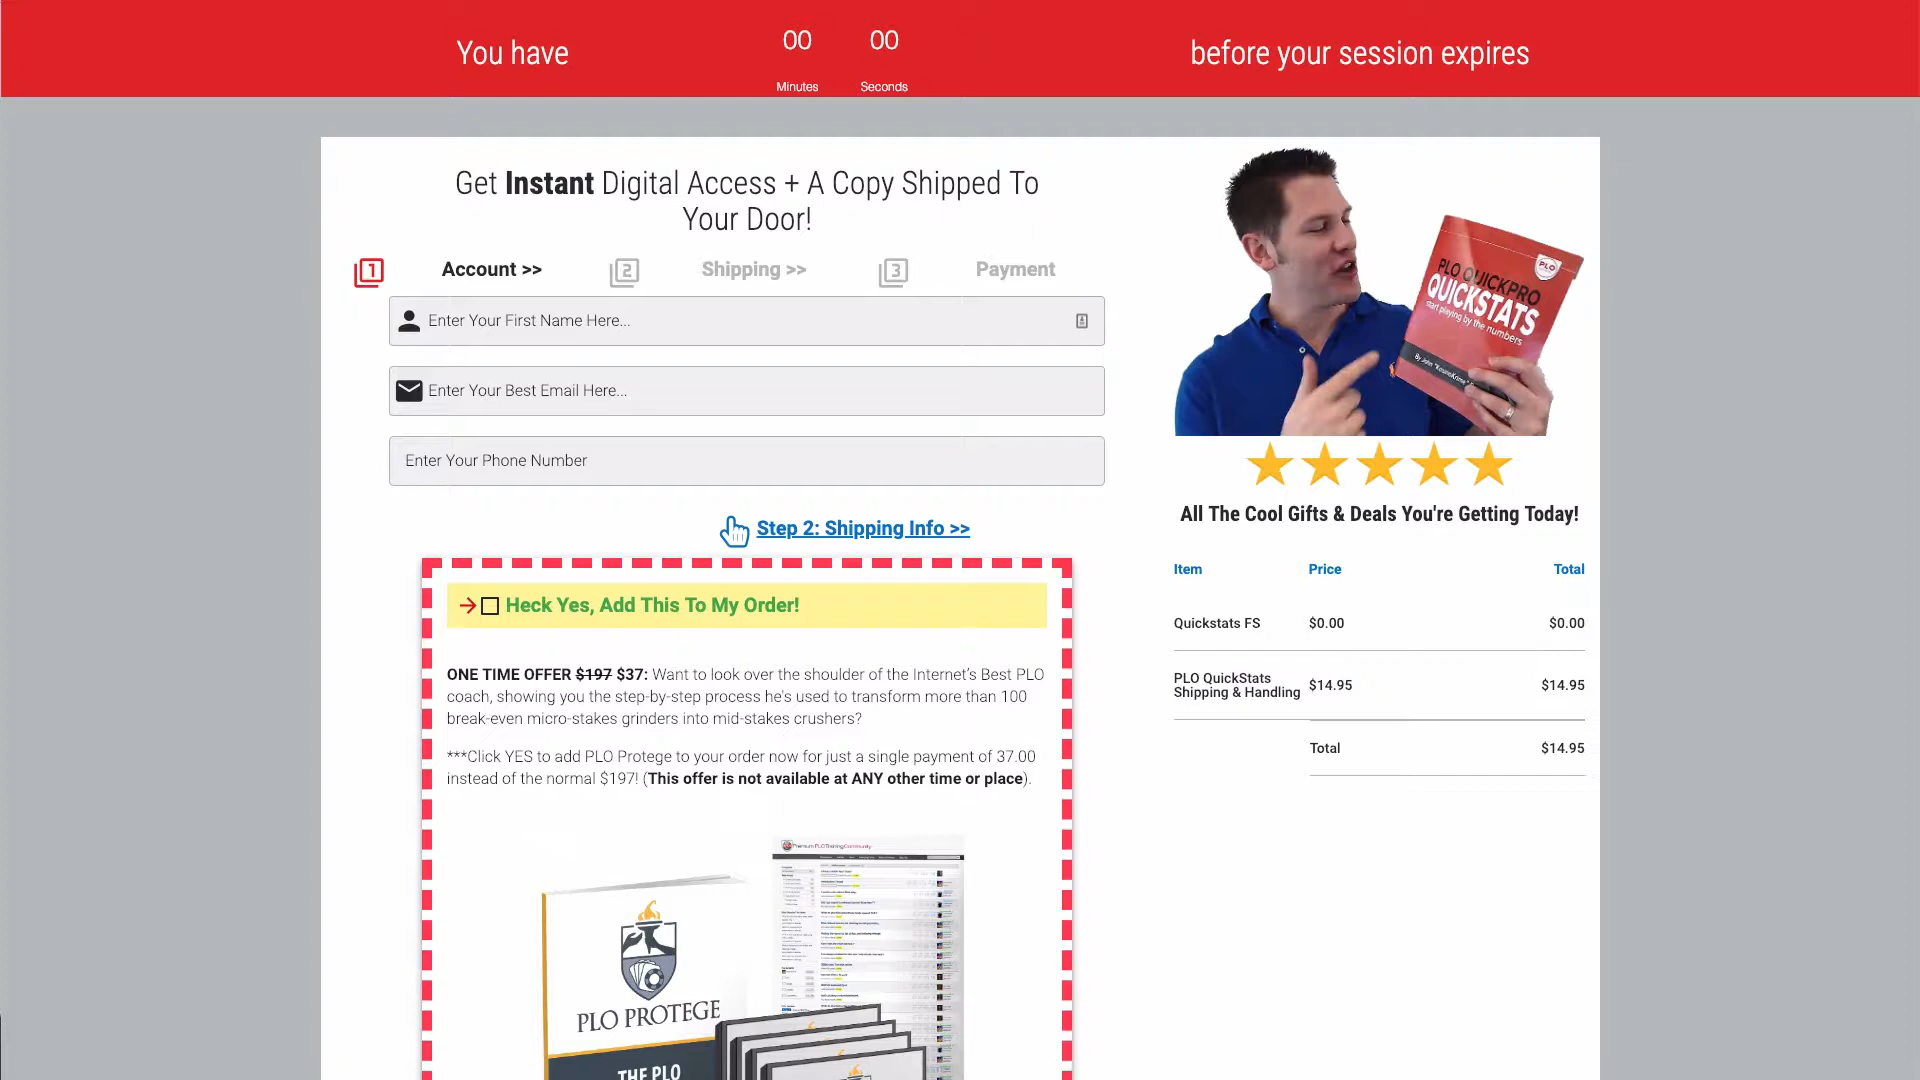 You have
00
00
Minutes
Seconds
before your session expires
Get Instant Digital Access + A Copy Shipped To
Your Door!
1
Account >>
2
Shipping >>
3
Payment
Enter Your First Name Here...
Enter Your Best Email Here...
Enter Your Phone Number
Step 2: Shipping Info >>
Heck Yes, Add This To My Order!
ONE TIME OFFER $197 $37: Want to look over the shoulder of the Internet’s Best PLO
coach, showing you the step-by-step process he's used to transform more than 100
break-even micro-stakes grinders into mid-stakes crushers?
***Click YES to add PLO Protege to your order now for just a single payment of 37.00
instead of the normal $197! (This offer is not available at ANY other time or place).
Premium PLO Training Community
PLO PROTEGE
THE PLO
PLO
PLO QUICKPRO
QUICKSTATS
start playing by the numbers
All The Cool Gifts & Deals You're Getting Today!
Item Price Total
Quickstats FS $0.00 $0.00
PLO QuickStats
Shipping & Handling $14.95 $14.95
Total $14.95